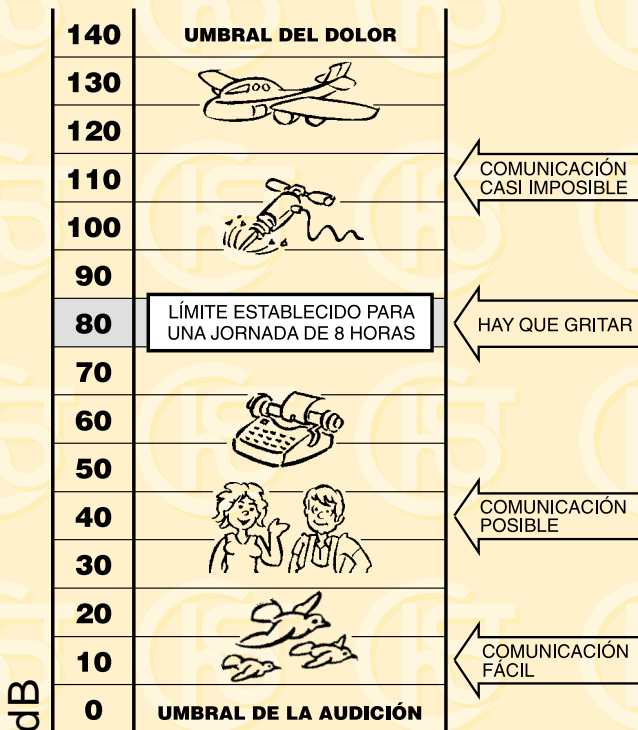 140 UMBRAL DEL DOLOR
130
120
110 COMUNICACIÓN
CASI IMPOSIBLE
100
90
80 LÍMITE ESTABLECIDO PARA
UNA JORNADA DE 8 HORAS
HAY QUE GRITAR
70
60
50
40 COMUNICACIÓN
POSIBLE
30
20
10 COMUNICACIÓN
FÁCIL
0 UMBRAL DE LA AUDICIÓN
dB